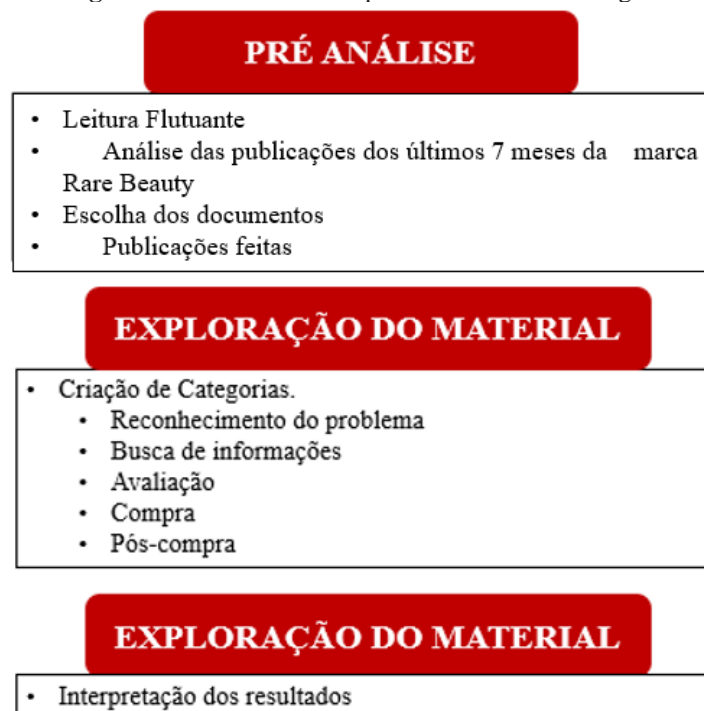 PRÉ ANÁLISE
• Leitura Flutuante
• Análise das publicações dos últimos 7 meses da marca
Rare Beauty
• Escolha dos documentos
• Publicações feitas
EXPLORAÇÃO DO MATERIAL
• Criação de Categorias.
• Reconhecimento do problema
• Busca de informações
• Avaliação
• Compra
• Pós-compra
EXPLORAÇÃO DO MATERIAL
• Interpretação dos resultados